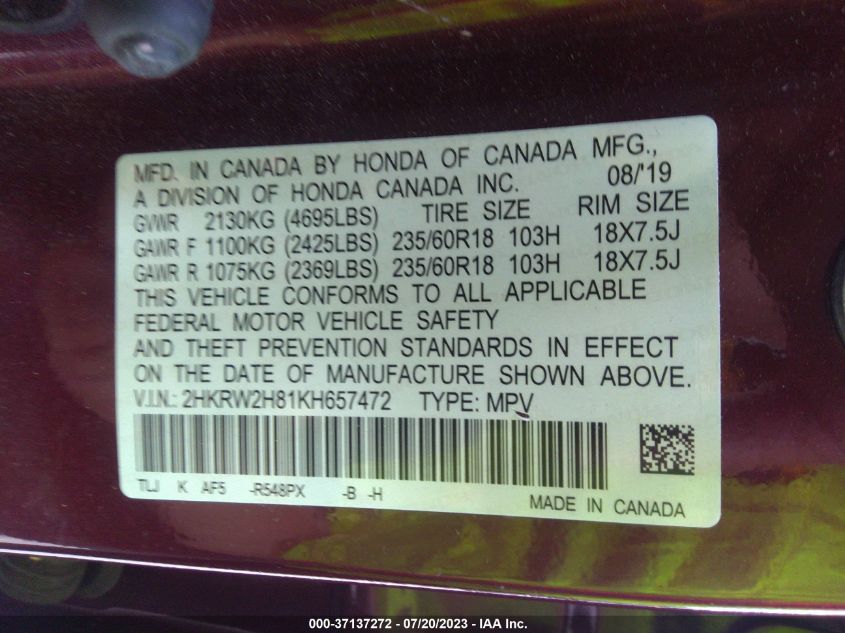 MFD. IN CANADA BY HONDA OF CANADA MFG.,
A DIVISION OF HONDA CANADA INC. 08/'19
GVWR 2130KG (4695LBS) TIRE SIZE RIM SIZE
GAWR F 1100KG (2425LBS) 235/60R18 103H 18X7.5J
GAWR R 1075KG (2369LBS) 235/60R18 103H 18X7.5J
THIS VEHICLE CONFORMS TO ALL APPLICABLE
FEDERAL MOTOR VEHICLE SAFETY
AND THEFT PREVENTION STANDARDS IN EFFECT
ON THE DATE OF MANUFACTURE SHOWN ABOVE.
V.I.N.: 2HKRW2H81KH657472 TYPE: MPV
TLJ K AF5 -R548PX -B -H
MADE IN CANADA
000-37137272 / 07/20/2023 - IAA Inc.